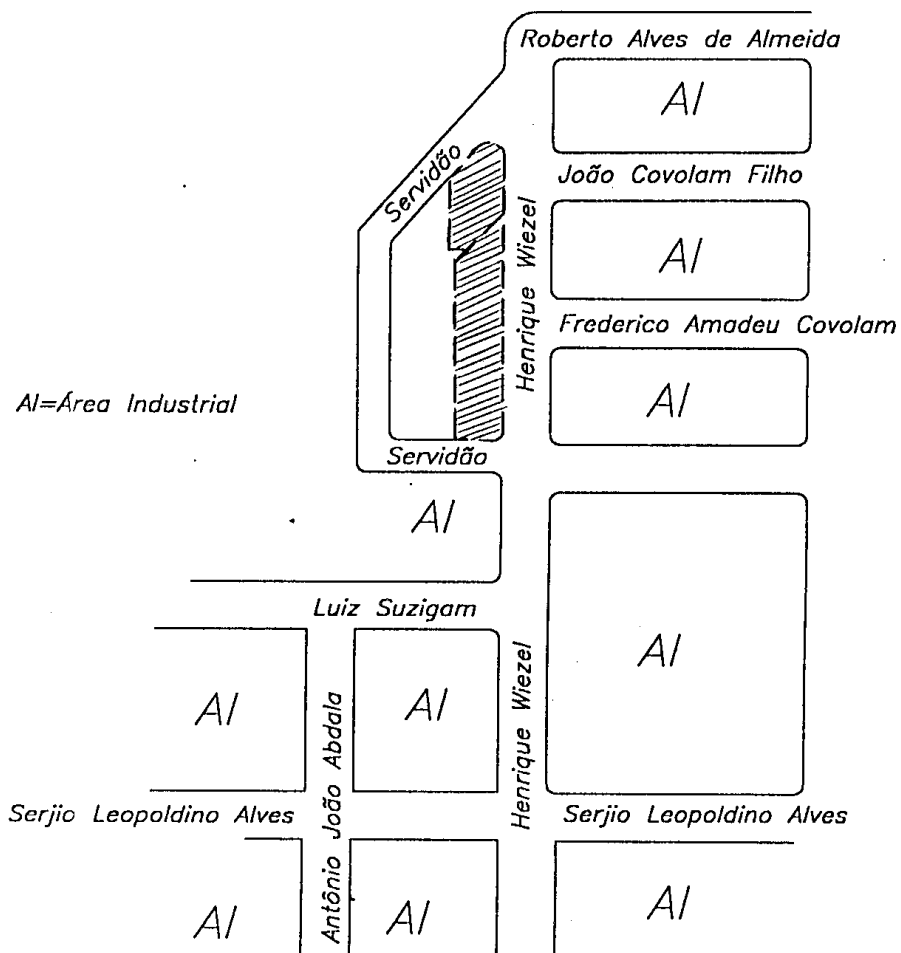 Roberto Alves de Almeida
AI
Servidão
João Covolam Filho
Henrique Wiezel
AI
Frederico Amadeu Covolam
AI=Área Industrial
AI
Servidão
AI
Luiz Suzigam
AI
AI
AI
Antônio João Abdala
Henrique Wiezel
Serjio Leopoldino Alves
Serjio Leopoldino Alves
AI
AI
AI